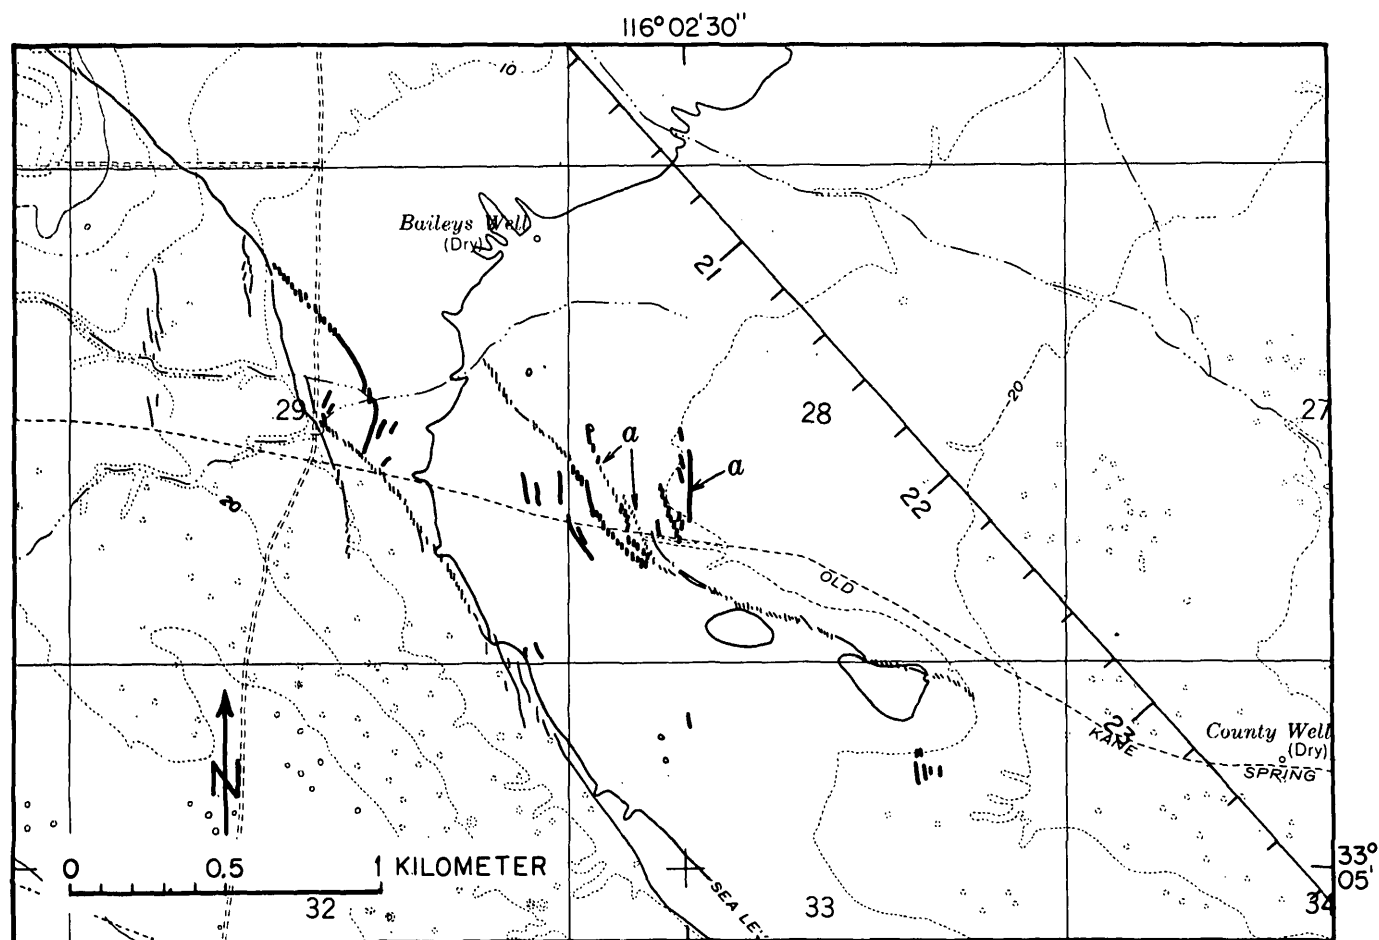 116° 02' 30"
10
Baileys Well
(Dry)
21
29
28
27
a
a
20
22
20
OLD
N
23
KANE
County Well
(Dry)
SPRING
0 0.5 1 KILOMETER
33°
05'
SEA LEV
32
33
34